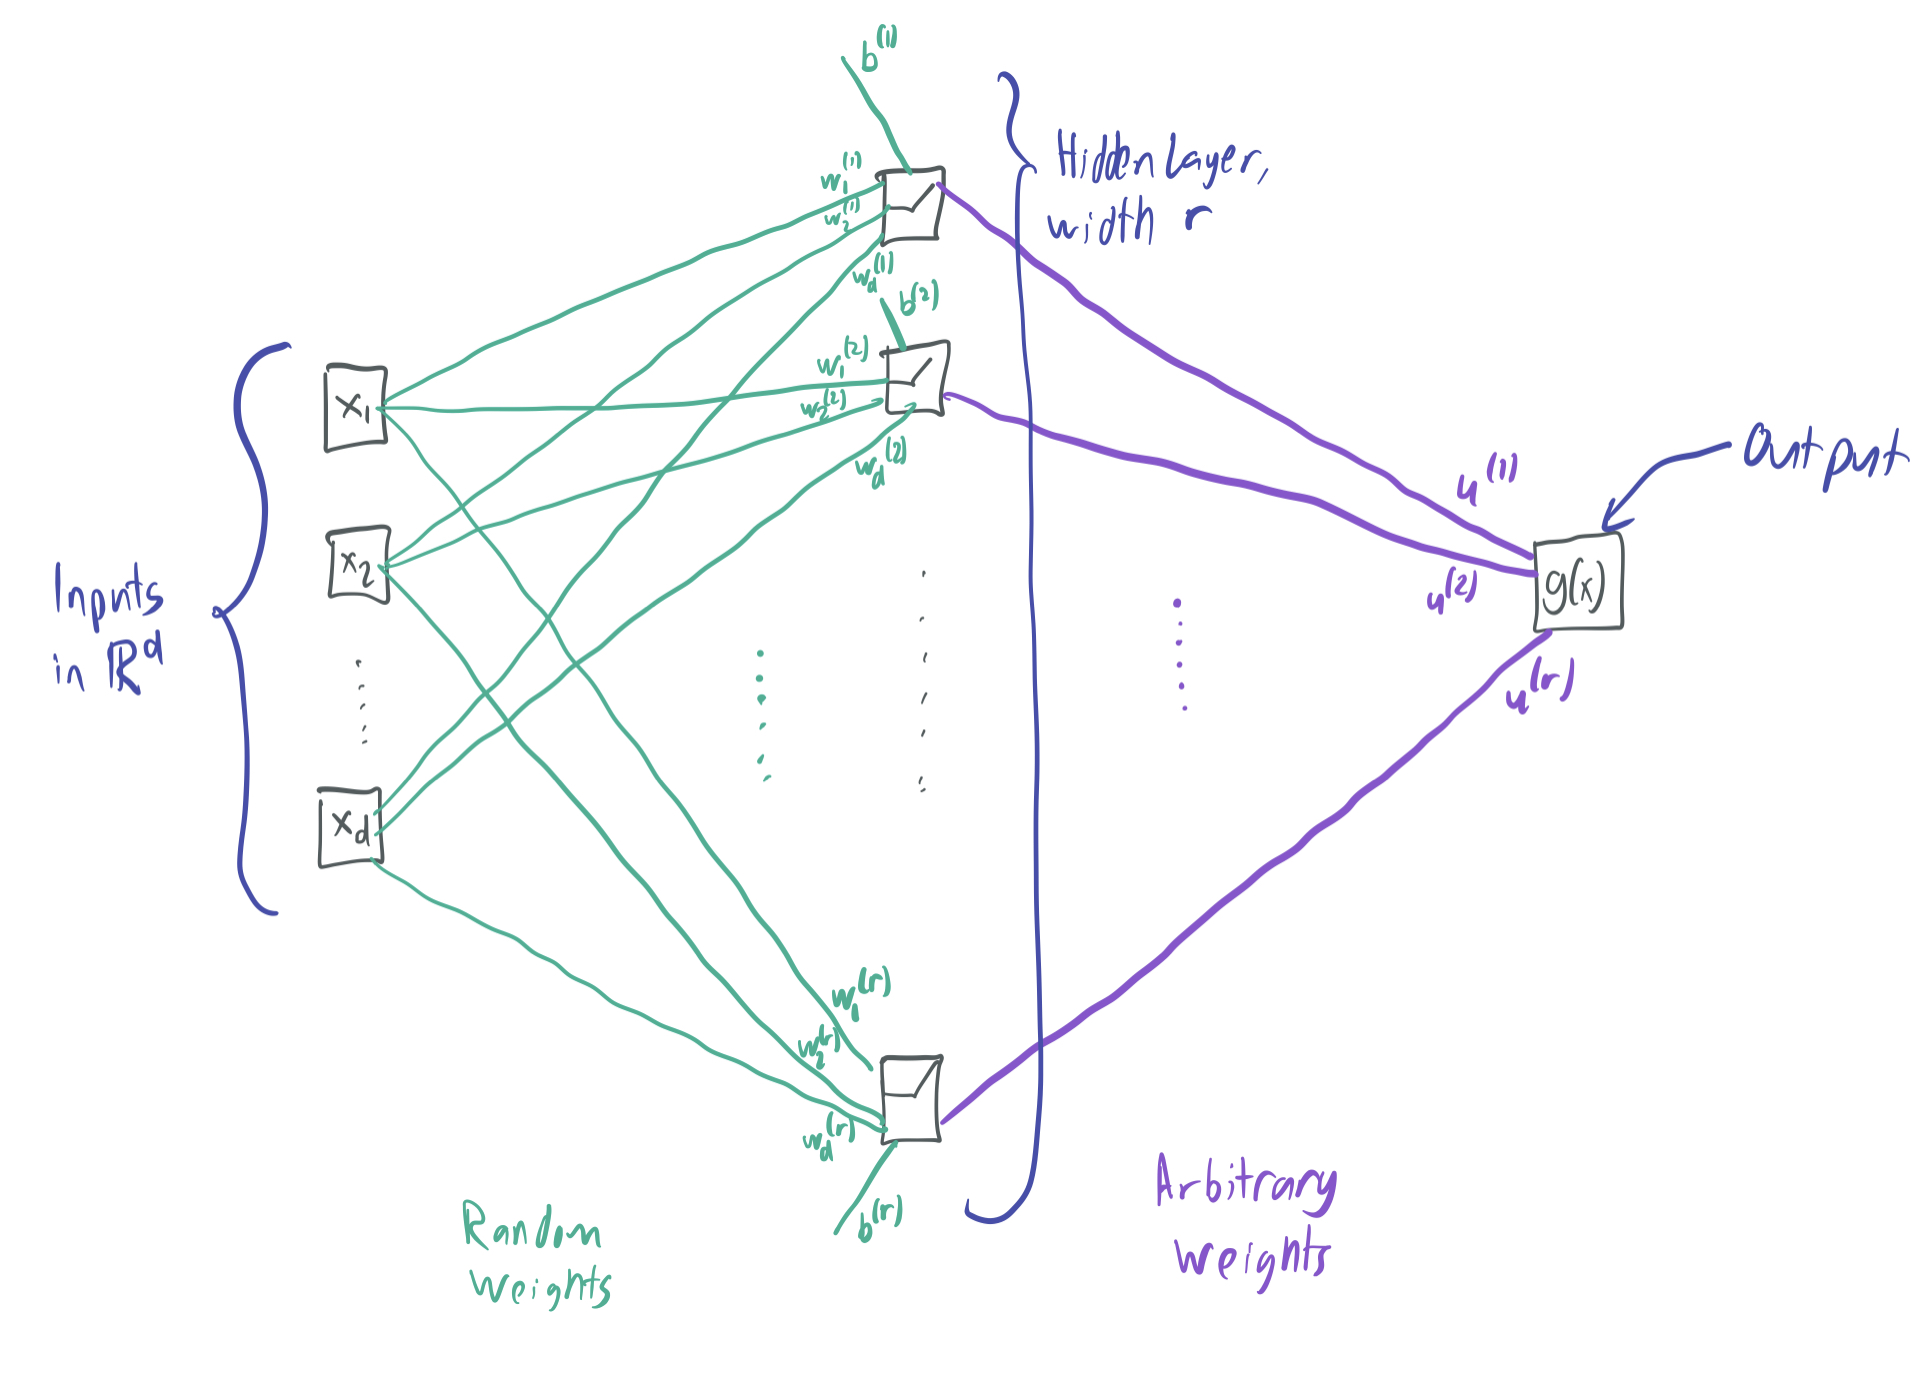 b^(1)
w_1^(1)
w_2^(1)
w_d^(1)
Hidden Layer,
width r
b^(2)
w_1^(2)
w_2^(2)
w_d^(2)
Inputs
in ℝ^d
x_1
x_2
x_d
u^(1)
u^(2)
u^(r)
Output
g(x)
w_1^(r)
w_2^(r)
w_d^(r)
b^(r)
Random
weights
Arbitrary
weights